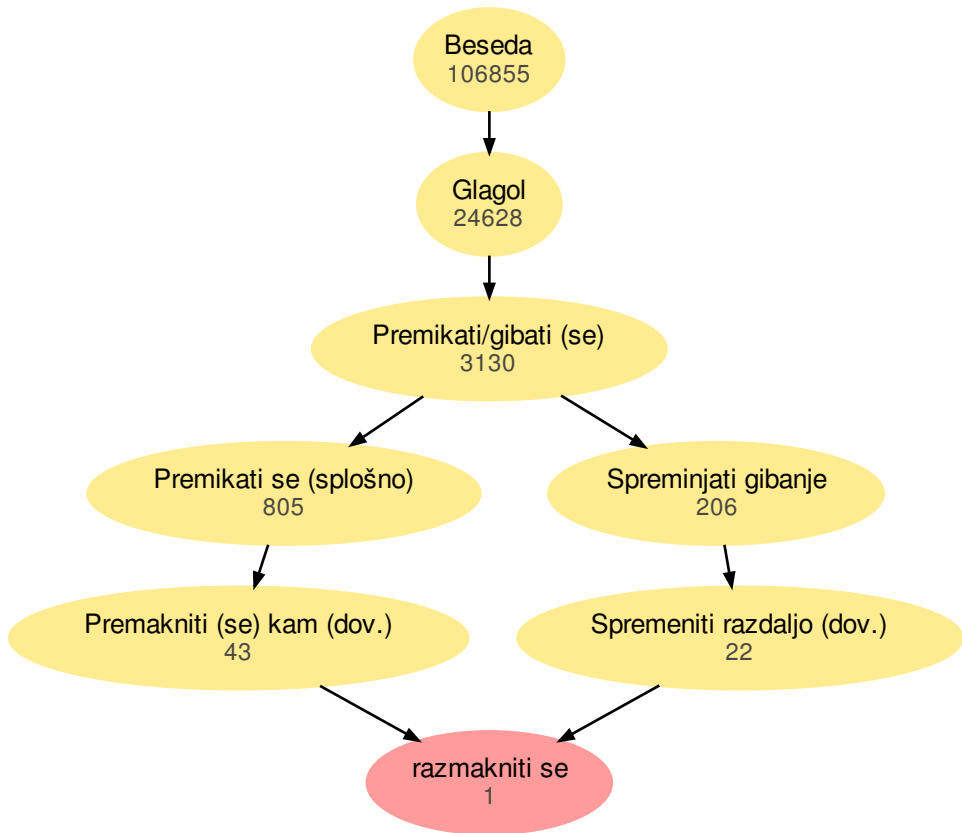 Beseda
106855
Glagol
24628
Premikati/gibati (se)
3130
Premikati se (splošno)
805
Spreminjati gibanje
206
Premakniti (se) kam (dov.)
43
Spremeniti razdaljo (dov.)
22
razmakniti se
1